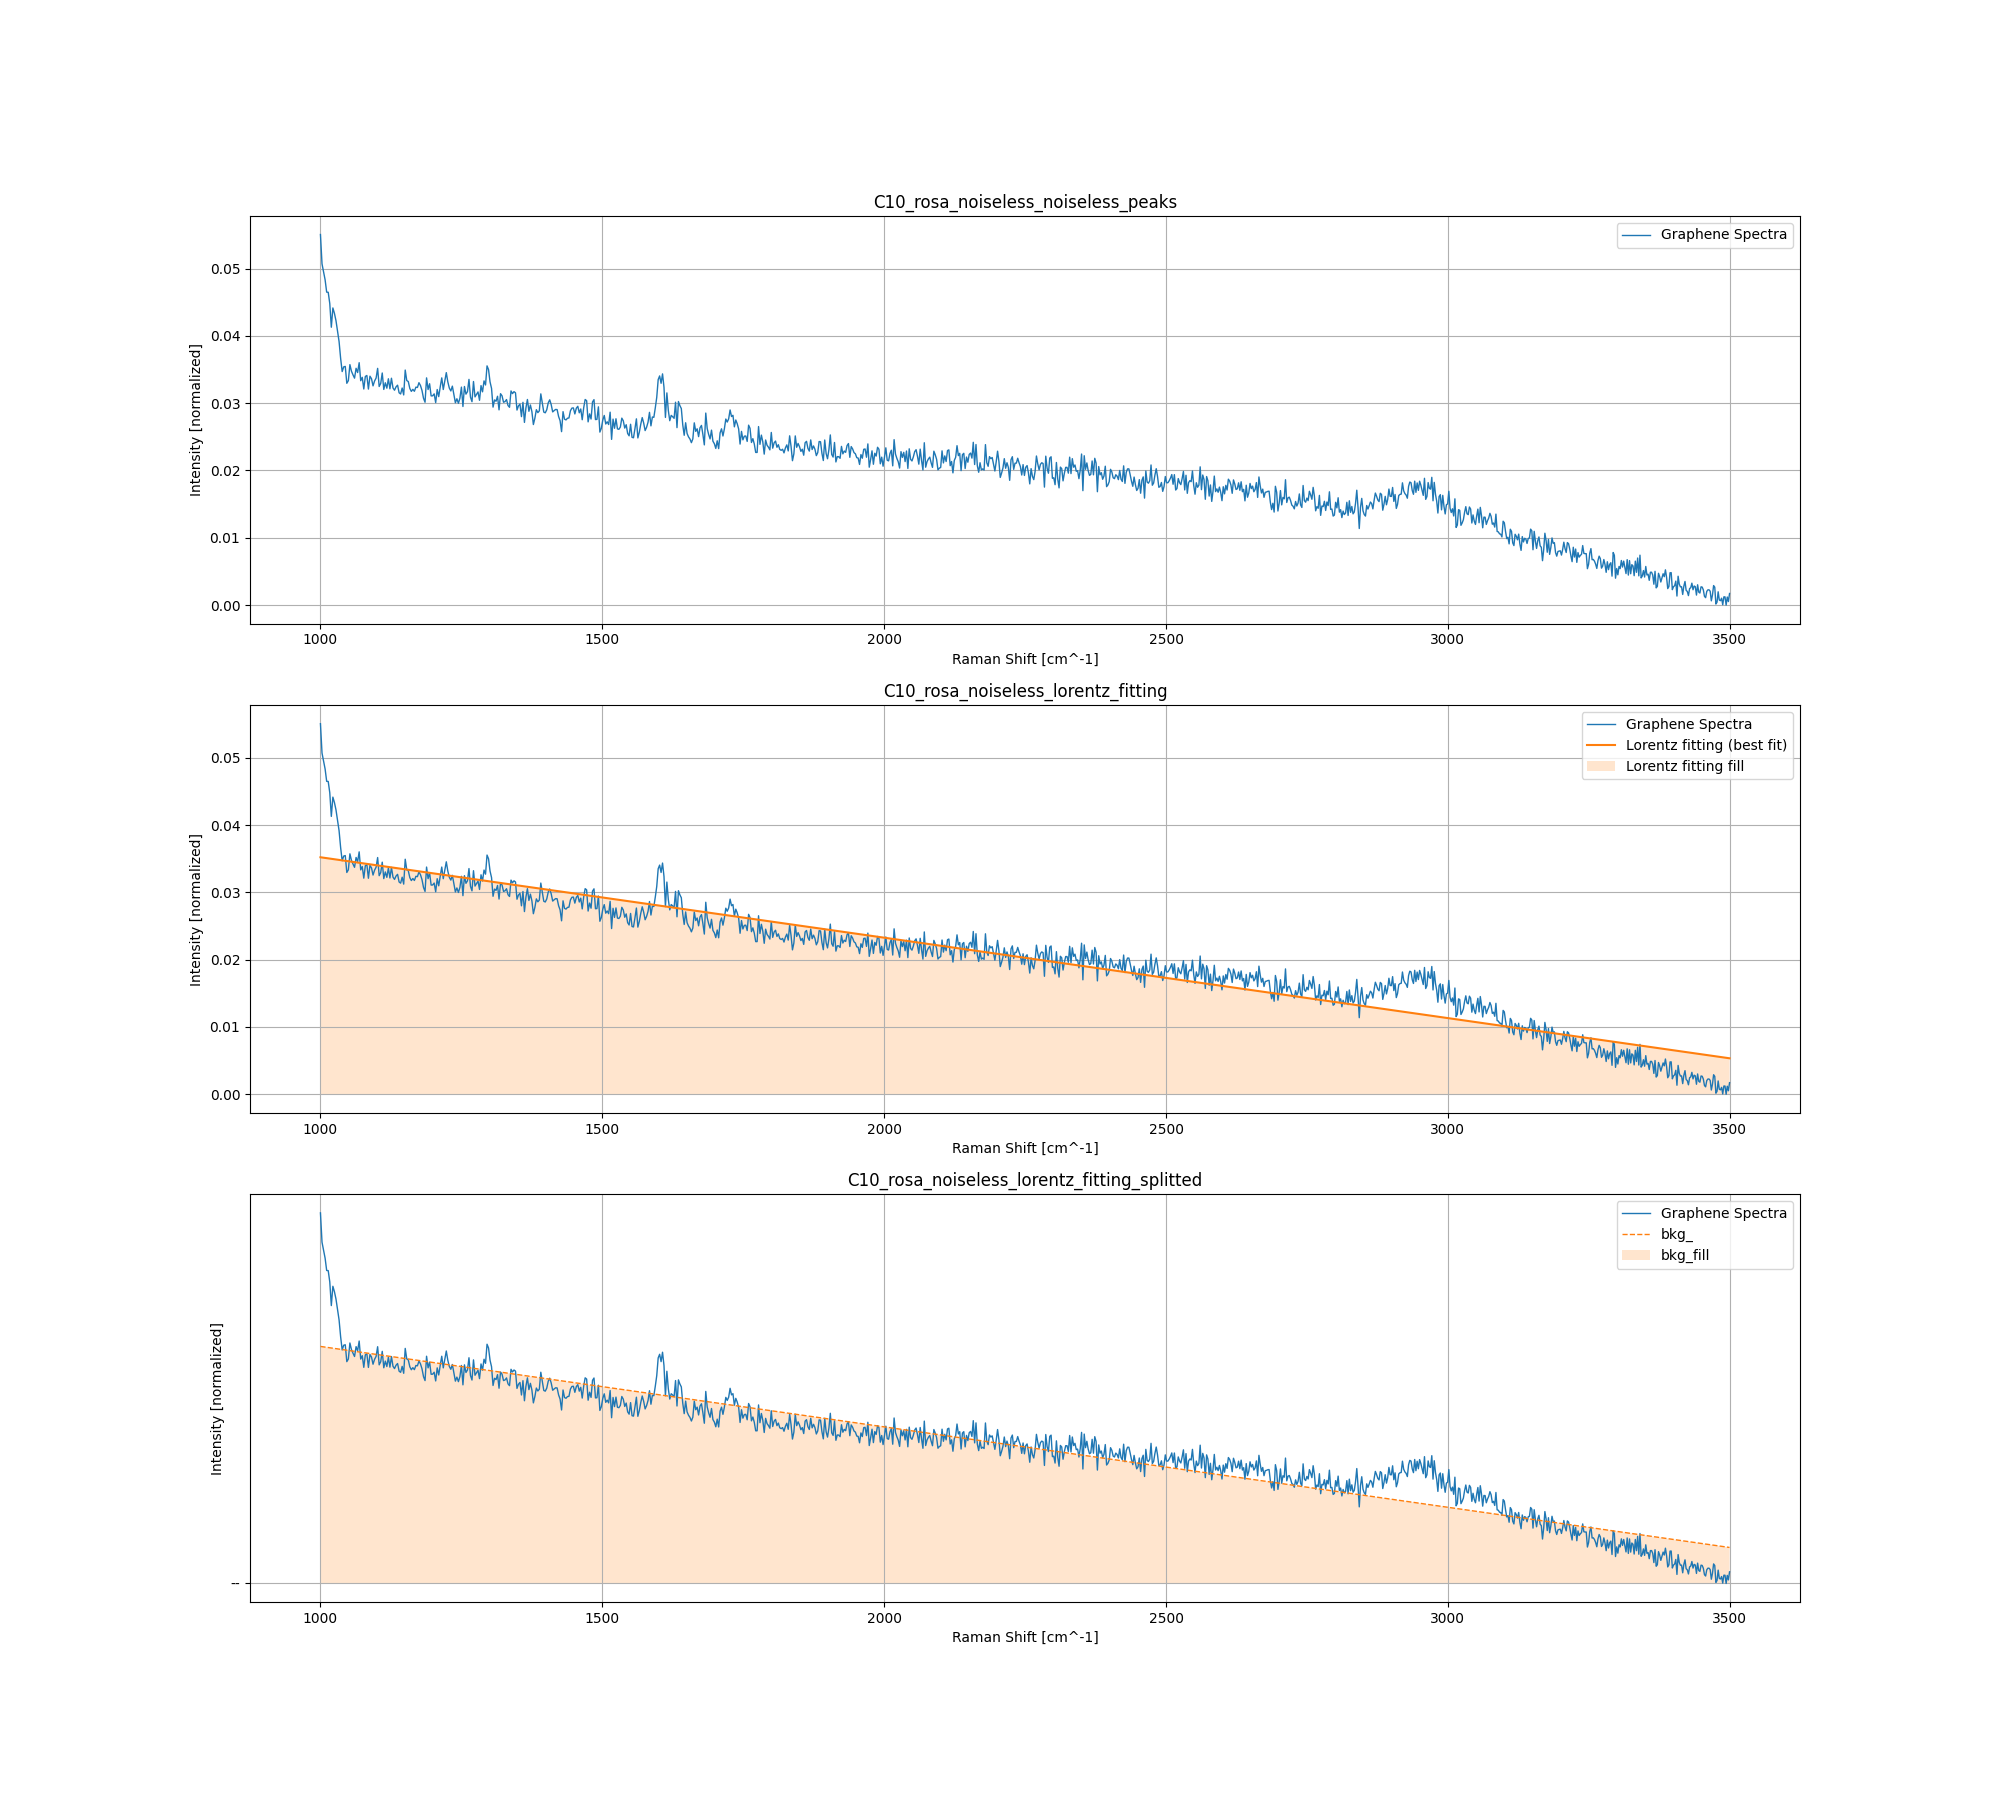 C10_rosa_noiseless_noiseless_peaks
Graphene Spectra
Intensity [normalized]
0.05
0.04
0.03
0.02
0.01
0.00
1000 1500 2000 2500 3000 3500
Raman Shift [cm^-1]
C10_rosa_noiseless_lorentz_fitting
Graphene Spectra
Lorentz fitting (best fit)
Lorentz fitting fill
Intensity [normalized]
0.05
0.04
0.03
0.02
0.01
0.00
1000 1500 2000 2500 3000 3500
Raman Shift [cm^-1]
C10_rosa_noiseless_lorentz_fitting_splitted
Graphene Spectra
bkg_
bkg_fill
Intensity [normalized]
--
1000 1500 2000 2500 3000 3500
Raman Shift [cm^-1]